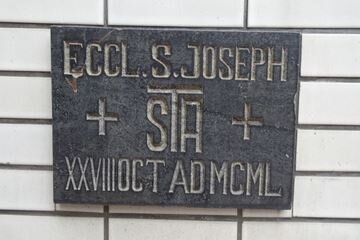 ECCL. S. JOSEPH
+ STA +
XXVIII OCT AD MCML